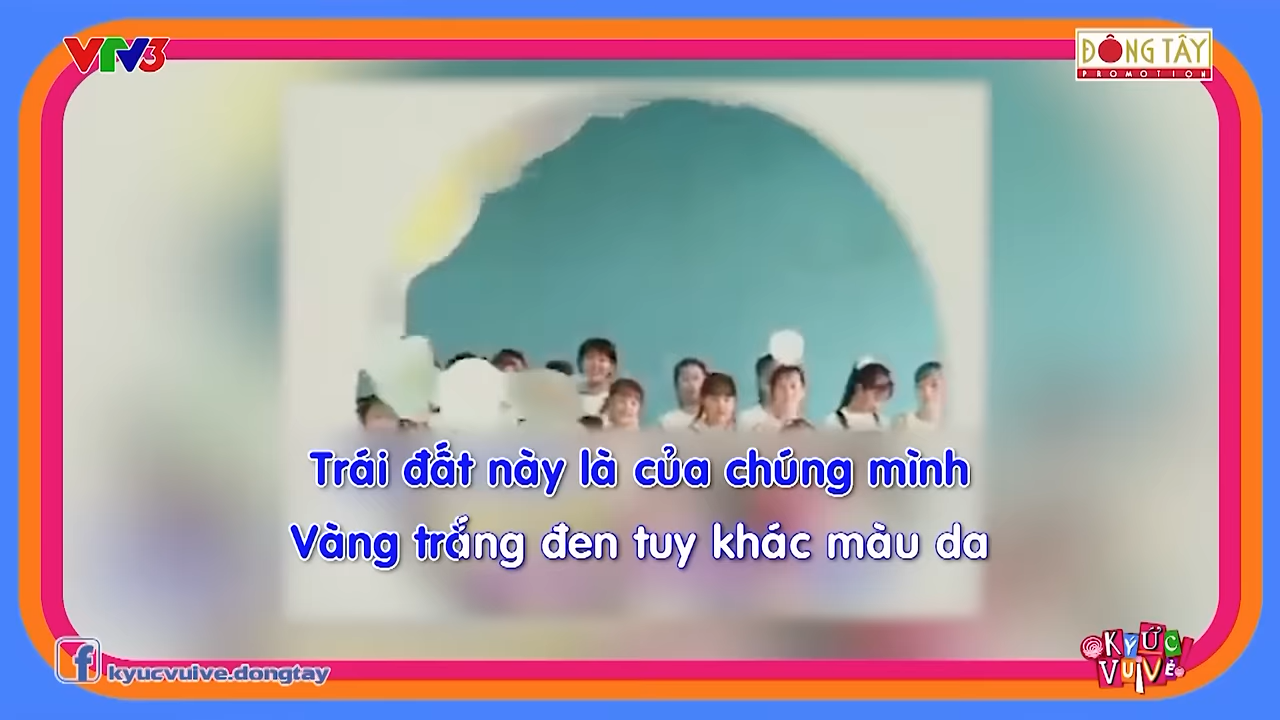 VTV3
ĐÔNG TÂY
PROMOTION
Trái đất này là của chúng mình
Vàng trắng đen tuy khác màu da
kyucvuive.dongtay
KÝ ỨC
VUI VẺ